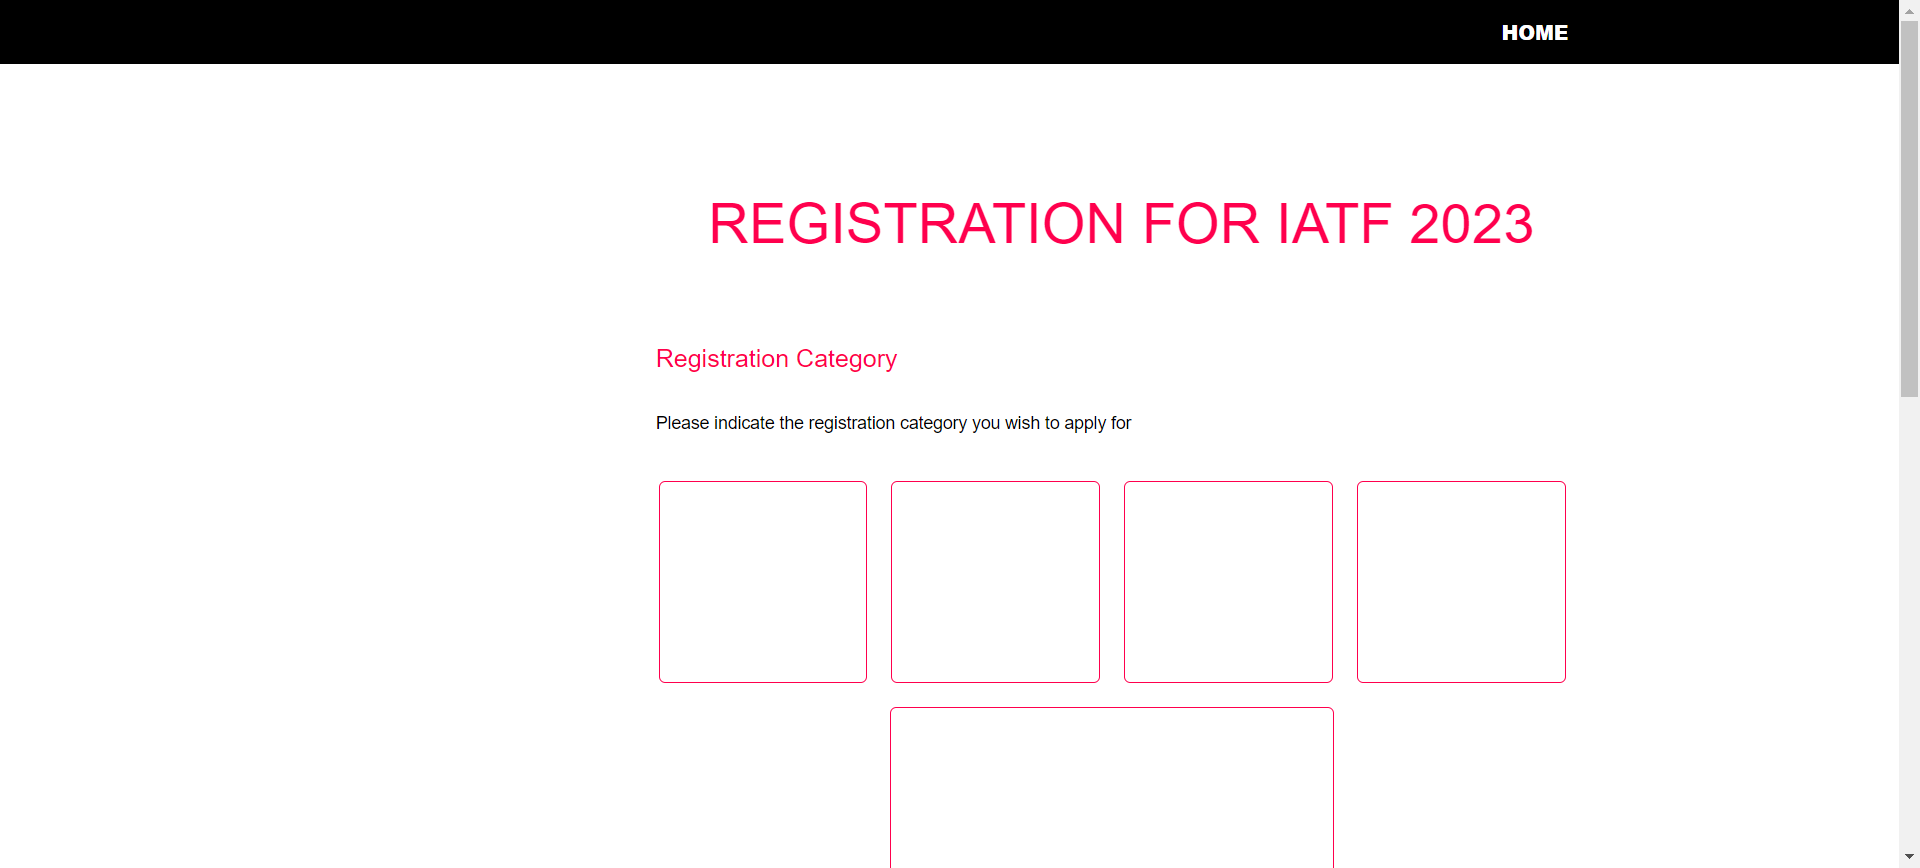 HOME
REGISTRATION FOR IATF 2023
Registration Category
Please indicate the registration category you wish to apply for